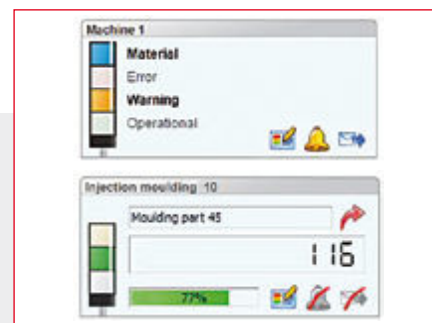 Machine 1
Material
Error
Warning
Operational
Injection moulding 10
Moulding part 45
116
77%